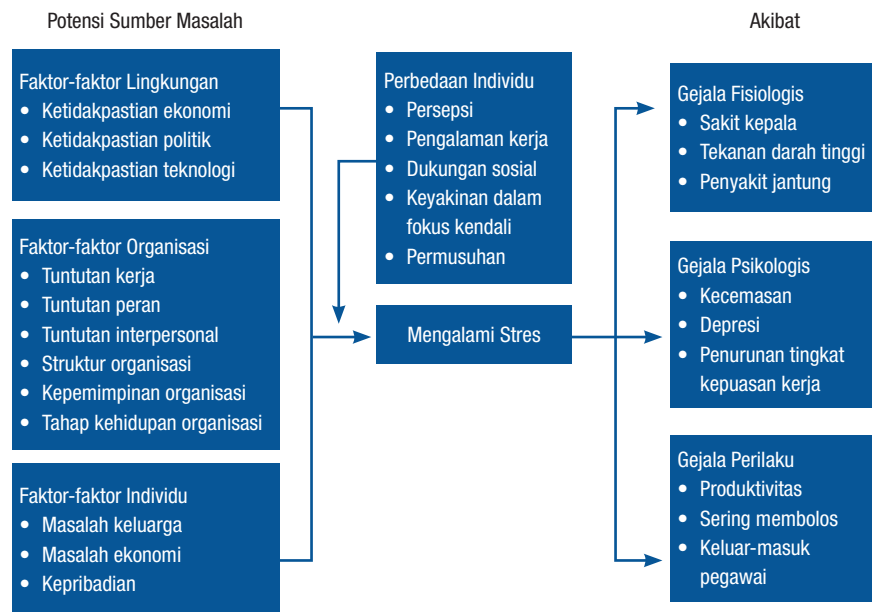 Potensi Sumber Masalah
Faktor-faktor Lingkungan
• Ketidakpastian ekonomi
• Ketidakpastian politik
• Ketidakpastian teknologi
Faktor-faktor Organisasi
• Tuntutan kerja
• Tuntutan peran
• Tuntutan interpersonal
• Struktur organisasi
• Kepemimpinan organisasi
• Tahap kehidupan organisasi
Faktor-faktor Individu
• Masalah keluarga
• Masalah ekonomi
• Kepribadian
Perbedaan Individu
• Persepsi
• Pengalaman kerja
• Dukungan sosial
• Keyakinan dalam
fokus kendali
• Permusuhan
Mengalami Stres
Akibat
Gejala Fisiologis
• Sakit kepala
• Tekanan darah tinggi
• Penyakit jantung
Gejala Psikologis
• Kecemasan
• Depresi
• Penurunan tingkat
kepuasan kerja
Gejala Perilaku
• Produktivitas
• Sering membolos
• Keluar-masuk
pegawai